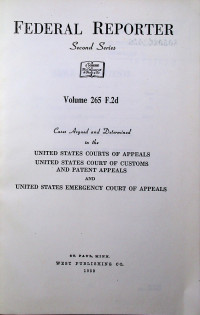 FEDERAL REPORTER
Second Series
Volume 265 F.2d
Cases Argued and Determined
in the
UNITED STATES COURTS OF APPEALS
UNITED STATES COURT OF CUSTOMS
AND PATENT APPEALS
AND
UNITED STATES EMERGENCY COURT OF APPEALS
ST. PAUL, MINN.
WEST PUBLISHING CO.
1959